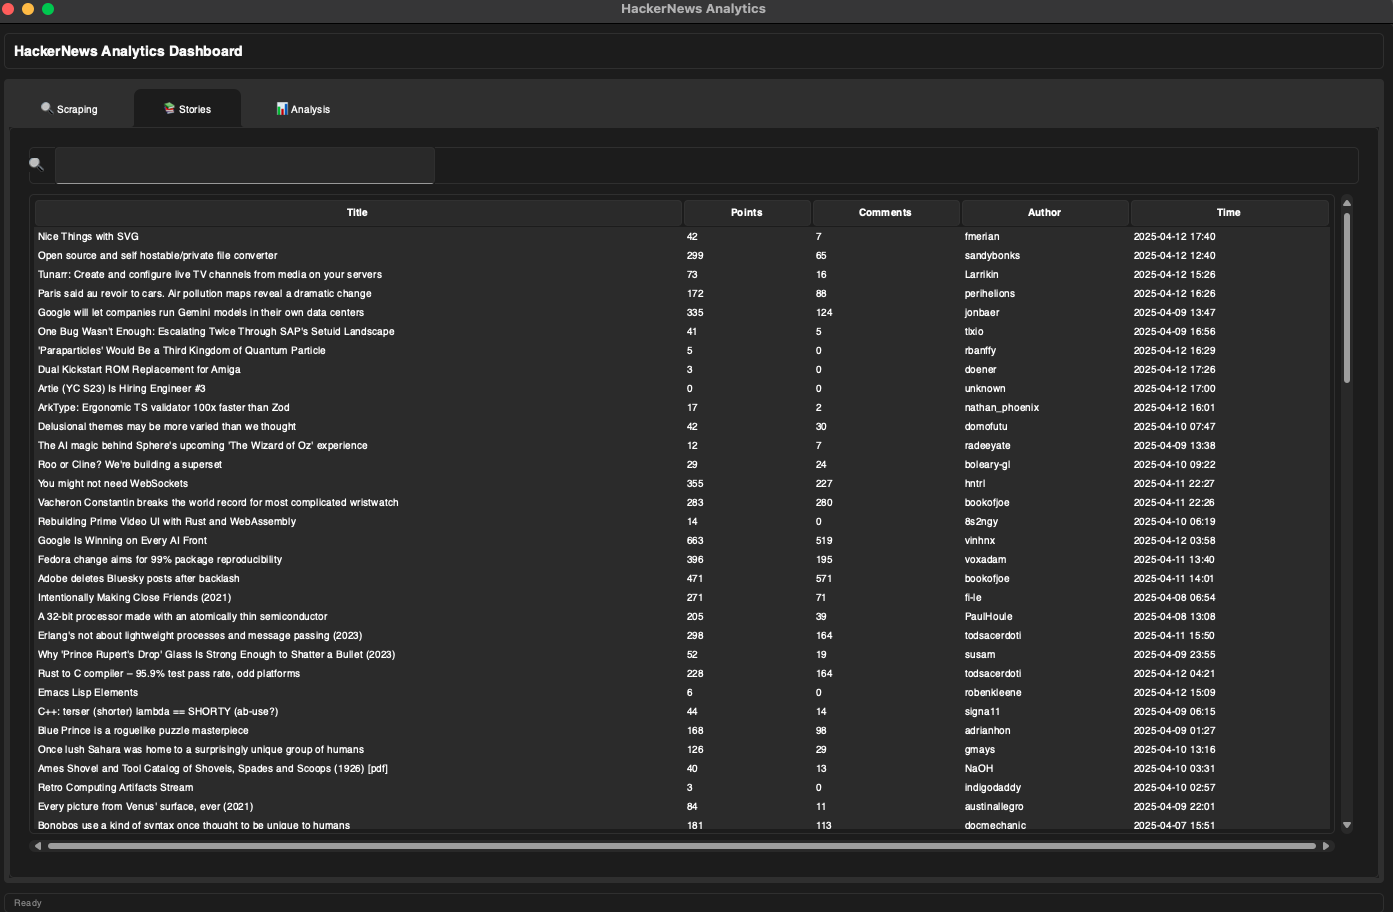 HackerNews Analytics
HackerNews Analytics Dashboard
Scraping Stories Analysis
Title Points Comments Author Time
Nice Things with SVG 42 7 fmerian 2025-04-12 17:40
Open source and self hostable/private file converter 299 65 sandybonks 2025-04-12 12:40
Tunarr: Create and configure live TV channels from media on your servers 73 16 Larrikin 2025-04-12 15:26
Paris said au revoir to cars. Air pollution maps reveal a dramatic change 172 88 perihelions 2025-04-12 16:26
Google will let companies run Gemini models in their own data centers 335 124 jonbaer 2025-04-09 13:47
One Bug Wasn't Enough: Escalating Twice Through SAP's Setuid Landscape 41 5 tlxio 2025-04-09 16:56
'Paraparticles' Would Be a Third Kingdom of Quantum Particle 5 0 rbanffy 2025-04-12 16:29
Dual Kickstart ROM Replacement for Amiga 3 0 doener 2025-04-12 17:26
Artie (YC S23) Is Hiring Engineer #3 0 0 unknown 2025-04-12 17:00
ArkType: Ergonomic TS validator 100x faster than Zod 17 2 nathan_phoenix 2025-04-12 16:01
Delusional themes may be more varied than we thought 42 30 domofutu 2025-04-10 07:47
The AI magic behind Sphere's upcoming 'The Wizard of Oz' experience 12 7 radeeyate 2025-04-09 13:38
Roo or Cline? We're building a superset 29 24 boleary-gl 2025-04-10 09:22
You might not need WebSockets 355 227 hntrl 2025-04-11 22:27
Vacheron Constantin breaks the world record for most complicated wristwatch 283 280 bookofjoe 2025-04-11 22:26
Rebuilding Prime Video UI with Rust and WebAssembly 14 0 8s2ngy 2025-04-10 06:19
Google Is Winning on Every AI Front 663 519 vinhnx 2025-04-12 03:58
Fedora change aims for 99% package reproducibility 396 195 voxadam 2025-04-11 13:40
Adobe deletes Bluesky posts after backlash 471 571 bookofjoe 2025-04-11 14:01
Intentionally Making Close Friends (2021) 271 71 fi-le 2025-04-08 06:54
A 32-bit processor made with an atomically thin semiconductor 205 39 PaulHoule 2025-04-08 13:08
Erlang's not about lightweight processes and message passing (2023) 298 164 todsacerdoti 2025-04-11 15:50
Why 'Prince Rupert's Drop' Glass Is Strong Enough to Shatter a Bullet (2023) 52 19 susam 2025-04-09 23:55
Rust to C compiler – 95.9% test pass rate, odd platforms 228 164 todsacerdoti 2025-04-12 04:21
Emacs Lisp Elements 6 0 robenkleene 2025-04-12 15:09
C++: terser (shorter) lambda == SHORTY (ab-use?) 44 14 signa11 2025-04-09 06:15
Blue Prince is a roguelike puzzle masterpiece 168 98 adrianhon 2025-04-09 01:27
Once lush Sahara was home to a surprisingly unique group of humans 126 29 gmays 2025-04-10 13:16
Ames Shovel and Tool Catalog of Shovels, Spades and Scoops (1926) [pdf] 40 13 NaOH 2025-04-10 03:31
Retro Computing Artifacts Stream 3 0 indigodaddy 2025-04-10 02:57
Every picture from Venus' surface, ever (2021) 84 11 austinallegro 2025-04-09 22:01
Bonobos use a kind of syntax once thought to be unique to humans 181 113 docmechanic 2025-04-07 15:51
Ready